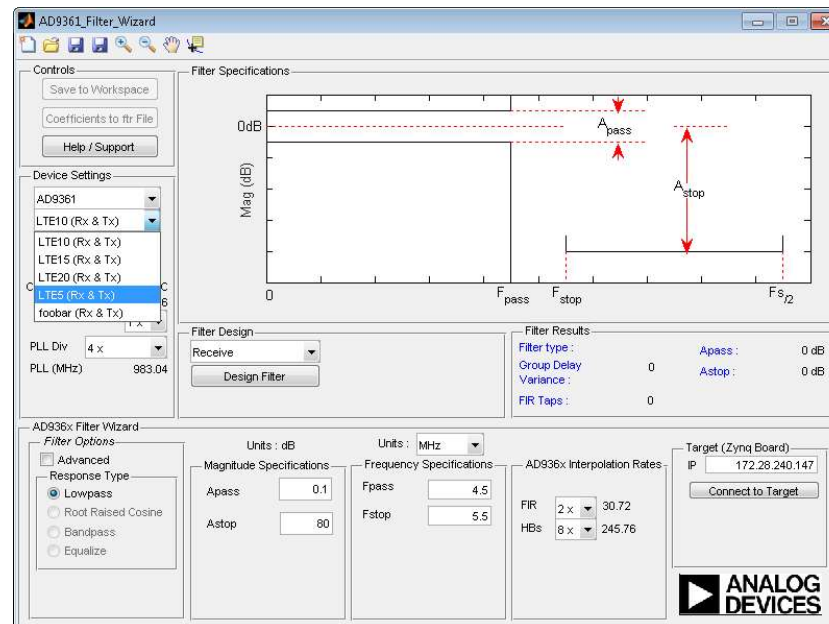 AD9361_Filter_Wizard
Controls
Save to Workspace
Coefficients to ftr File
Help / Support
Device Settings
AD9361
LTE10 (Rx & Tx)
LTE10 (Rx & Tx)
LTE15 (Rx & Tx)
LTE20 (Rx & Tx)
LTE5 (Rx & Tx)
foobar (Rx & Tx)
1 x
PLL Div 4 x
PLL (MHz) 983.04
Filter Specifications
0dB
Mag (dB)
A pass
A stop
0
F pass
F stop
Fs/2
Filter Design
Receive
Design Filter
Filter Results
Filter type :
Group Delay Variance : 0
FIR Taps : 0
Apass : 0 dB
Astop : 0 dB
AD936x Filter Wizard
Filter Options
Advanced
Response Type
Lowpass
Root Raised Cosine
Bandpass
Equalize
Units : dB
Magnitude Specifications
Apass 0.1
Astop 80
Units : MHz
Frequency Specifications
Fpass 4.5
Fstop 5.5
AD936x Interpolation Rates
FIR 2 x 30.72
HBs 8 x 245.76
Target (Zynq Board)
IP 172.28.240.147
Connect to Target
ANALOG
DEVICES